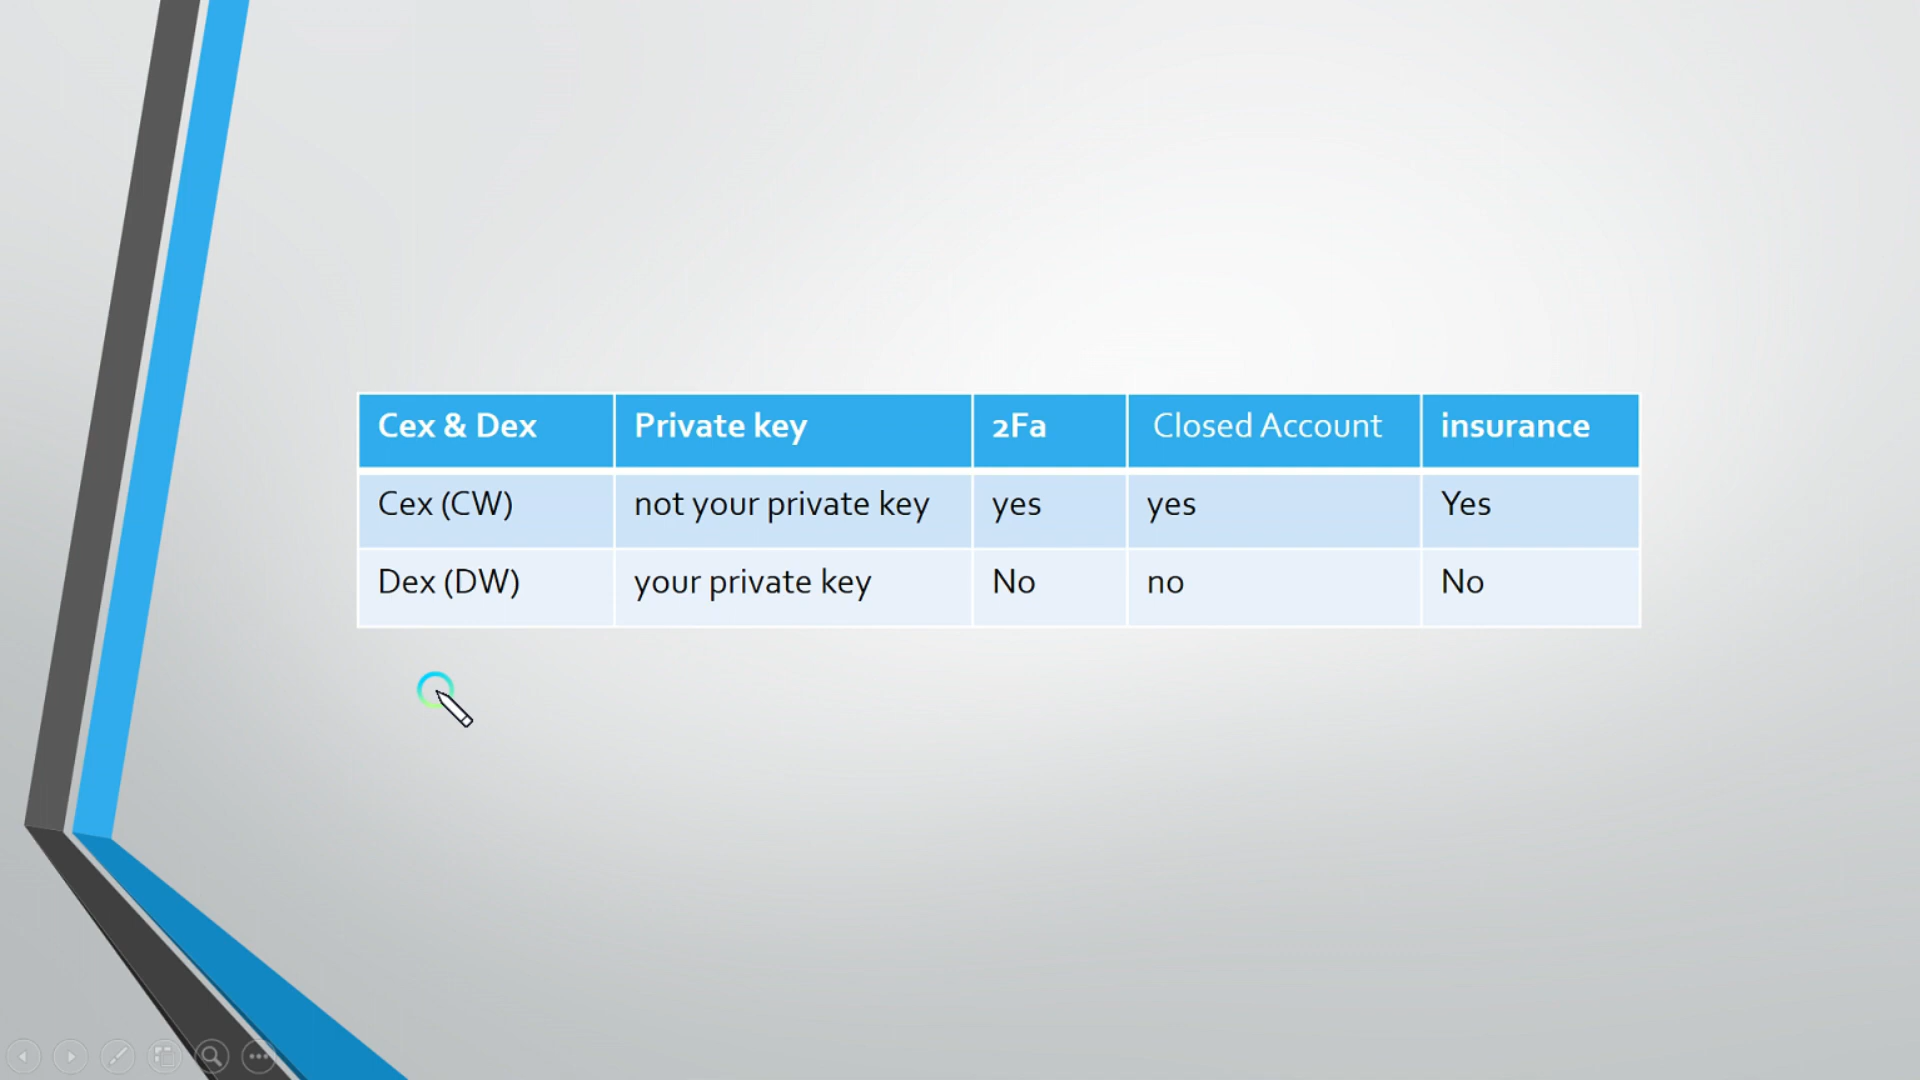 Cex & Dex Private key 2Fa Closed Account insurance
Cex (CW) not your private key yes yes Yes
Dex (DW) your private key No no No